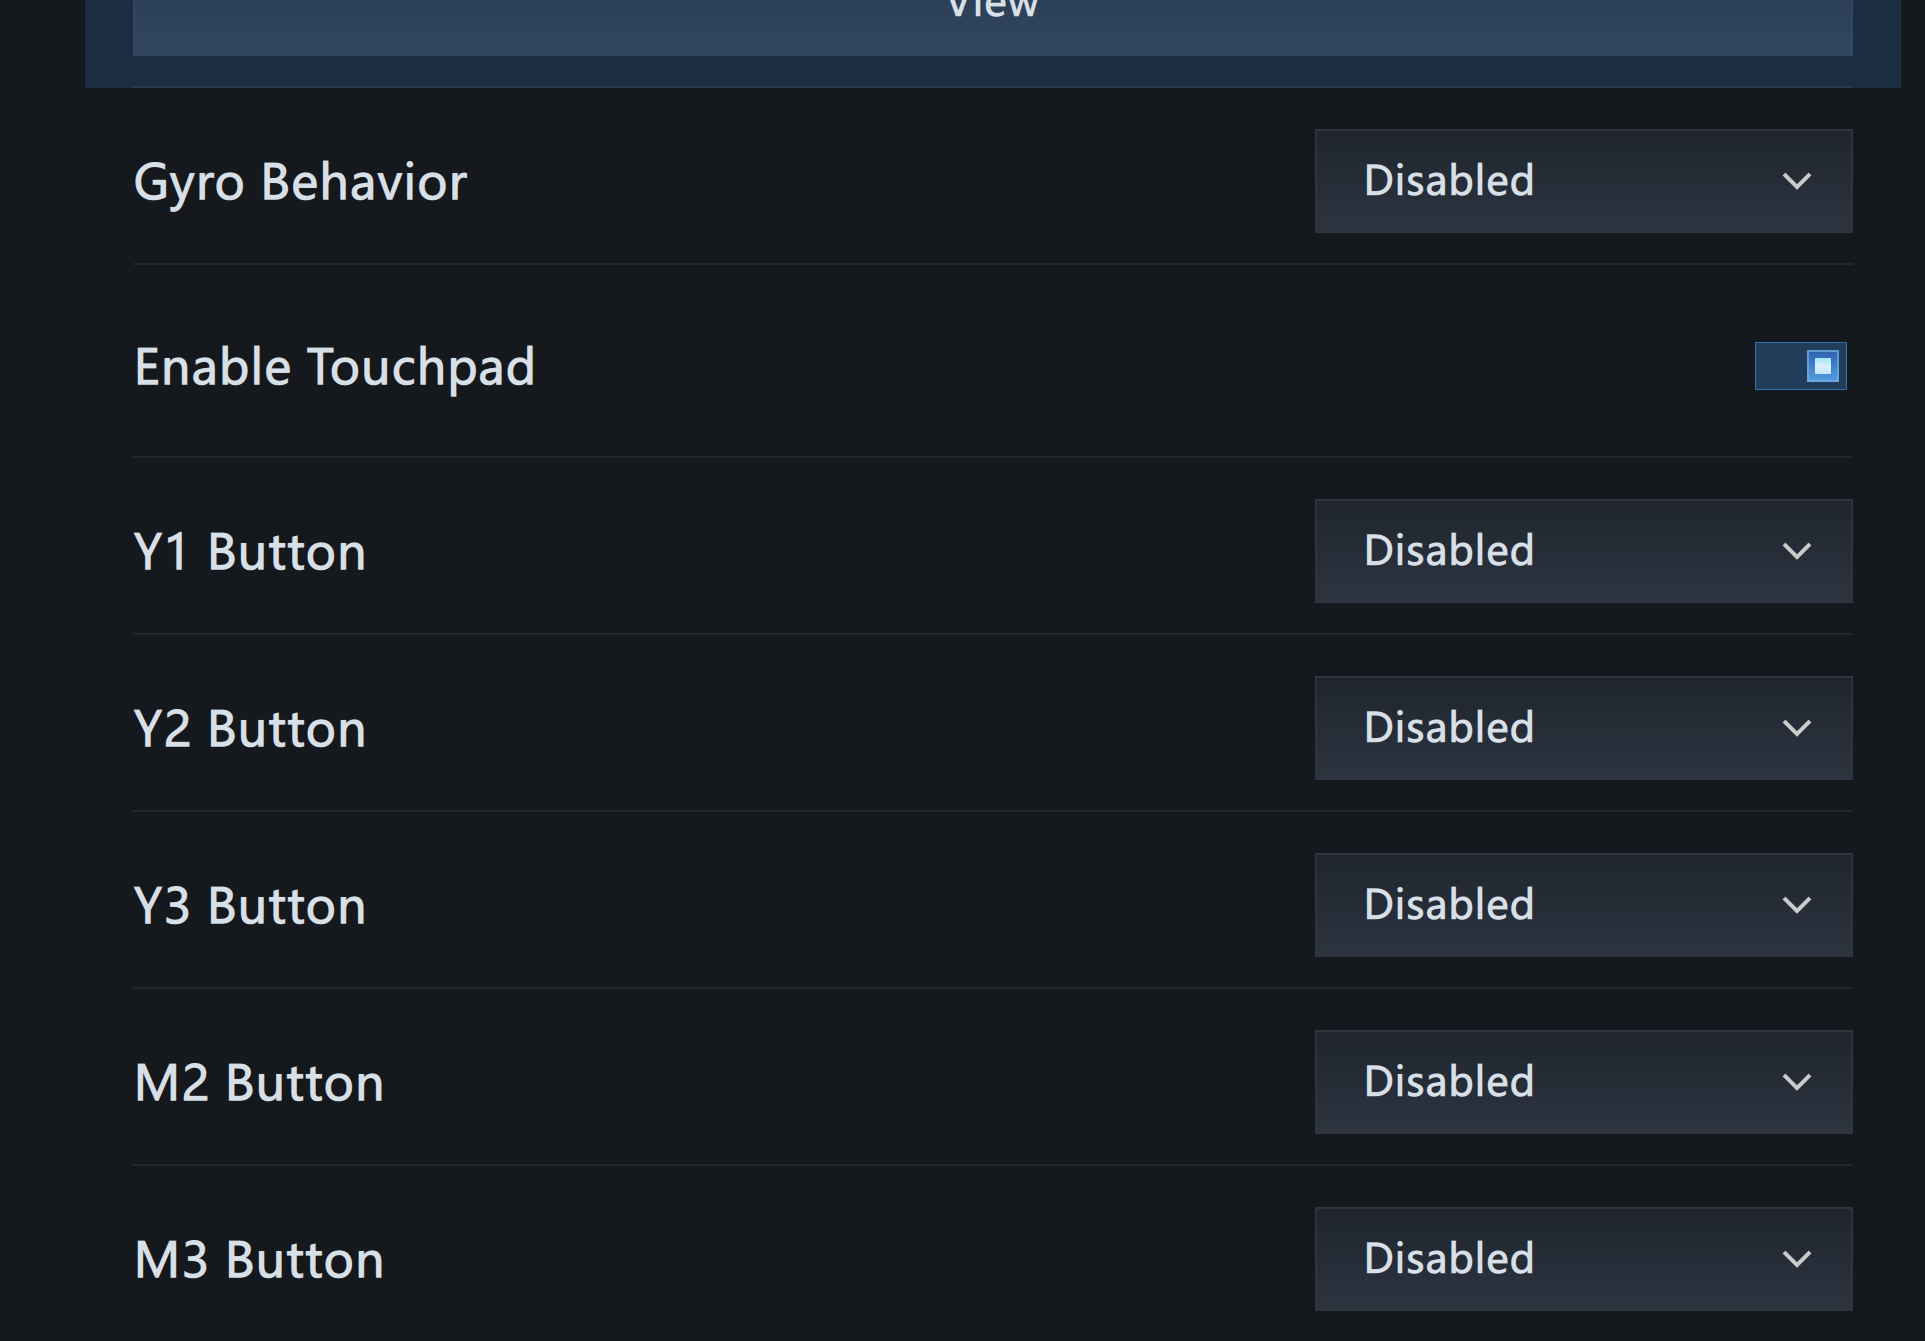 View
Gyro Behavior
Disabled
Enable Touchpad
Y1 Button
Disabled
Y2 Button
Disabled
Y3 Button
Disabled
M2 Button
Disabled
M3 Button
Disabled